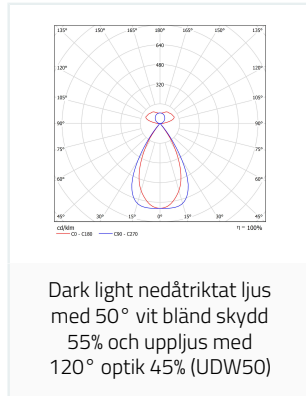 135° 150° 165° 180° 165° 150° 135°
640
120° 480 120°
320
105° 105°
90° 90°
75° 75°
60° 60°
45° 30° 15° 0° 15° 30° 45°
cd/klm η = 100%
C0 - C180 C90 - C270
Dark light nedåtriktat ljus
med 50° vit bländ skydd
55% och uppljus med
120° optik 45% (UDW50)